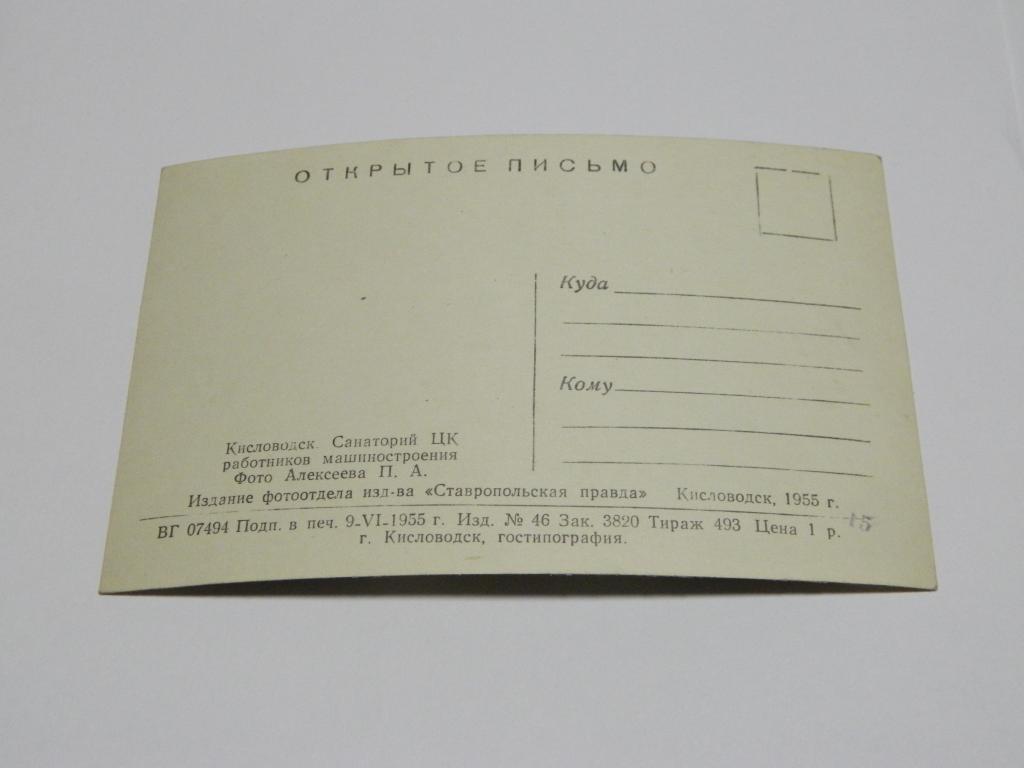 ОТКРЫТОЕ ПИСЬМО
Куда
Кому
Кисловодск. Санаторий ЦК
работников машиностроения
Фото Алексеева П. А.
Издание фотоотдела изд-ва «Ставропольская правда» Кисловодск, 1955 г.
ВГ 07494 Подп. в печ. 9-VI-1955 г. Изд. № 46 Зак. 3820 Тираж 493 Цена 1 р.
г. Кисловодск, гостипография.